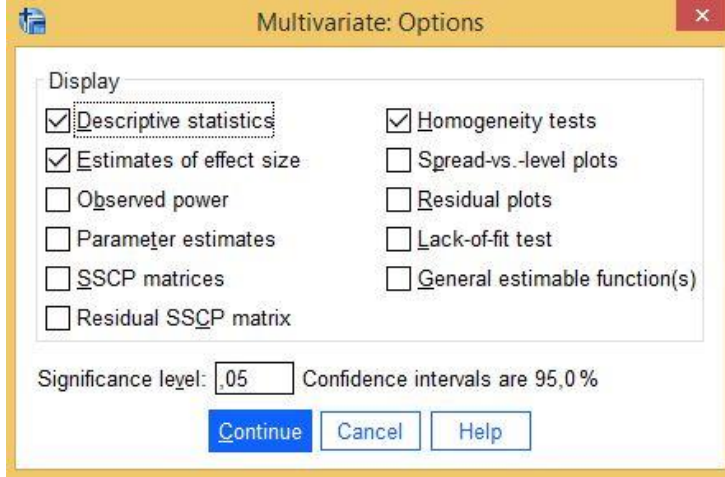 Multivariate: Options
Display
Descriptive statistics
Homogeneity tests
Estimates of effect size
Spread-vs.-level plots
Observed power
Residual plots
Parameter estimates
Lack-of-fit test
SSCP matrices
General estimable function(s)
Residual SSCP matrix
Significance level: ,05 Confidence intervals are 95,0 %
Continue Cancel Help